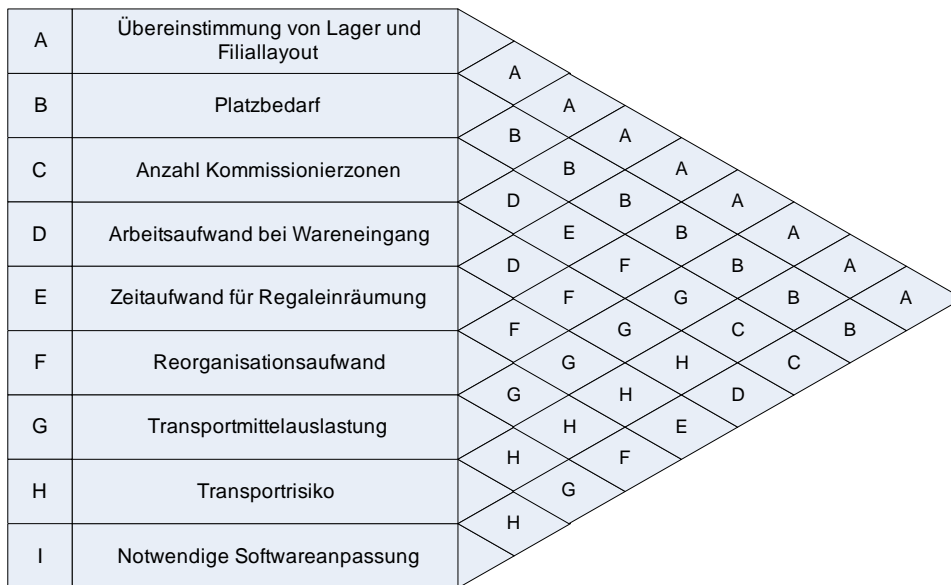 A Übereinstimmung von Lager und
Filiallayout
A
B Platzbedarf A
B A
C Anzahl Kommissionierzonen B A
D B A
D Arbeitsaufwand bei Wareneingang E B A
D F B A
E Zeitaufwand für Regaleinräumung F G B A
F G C B
F Reorganisationsaufwand G H C
G H D
G Transportmittelauslastung H E
H F
H Transportrisiko G
H
I Notwendige Softwareanpassung